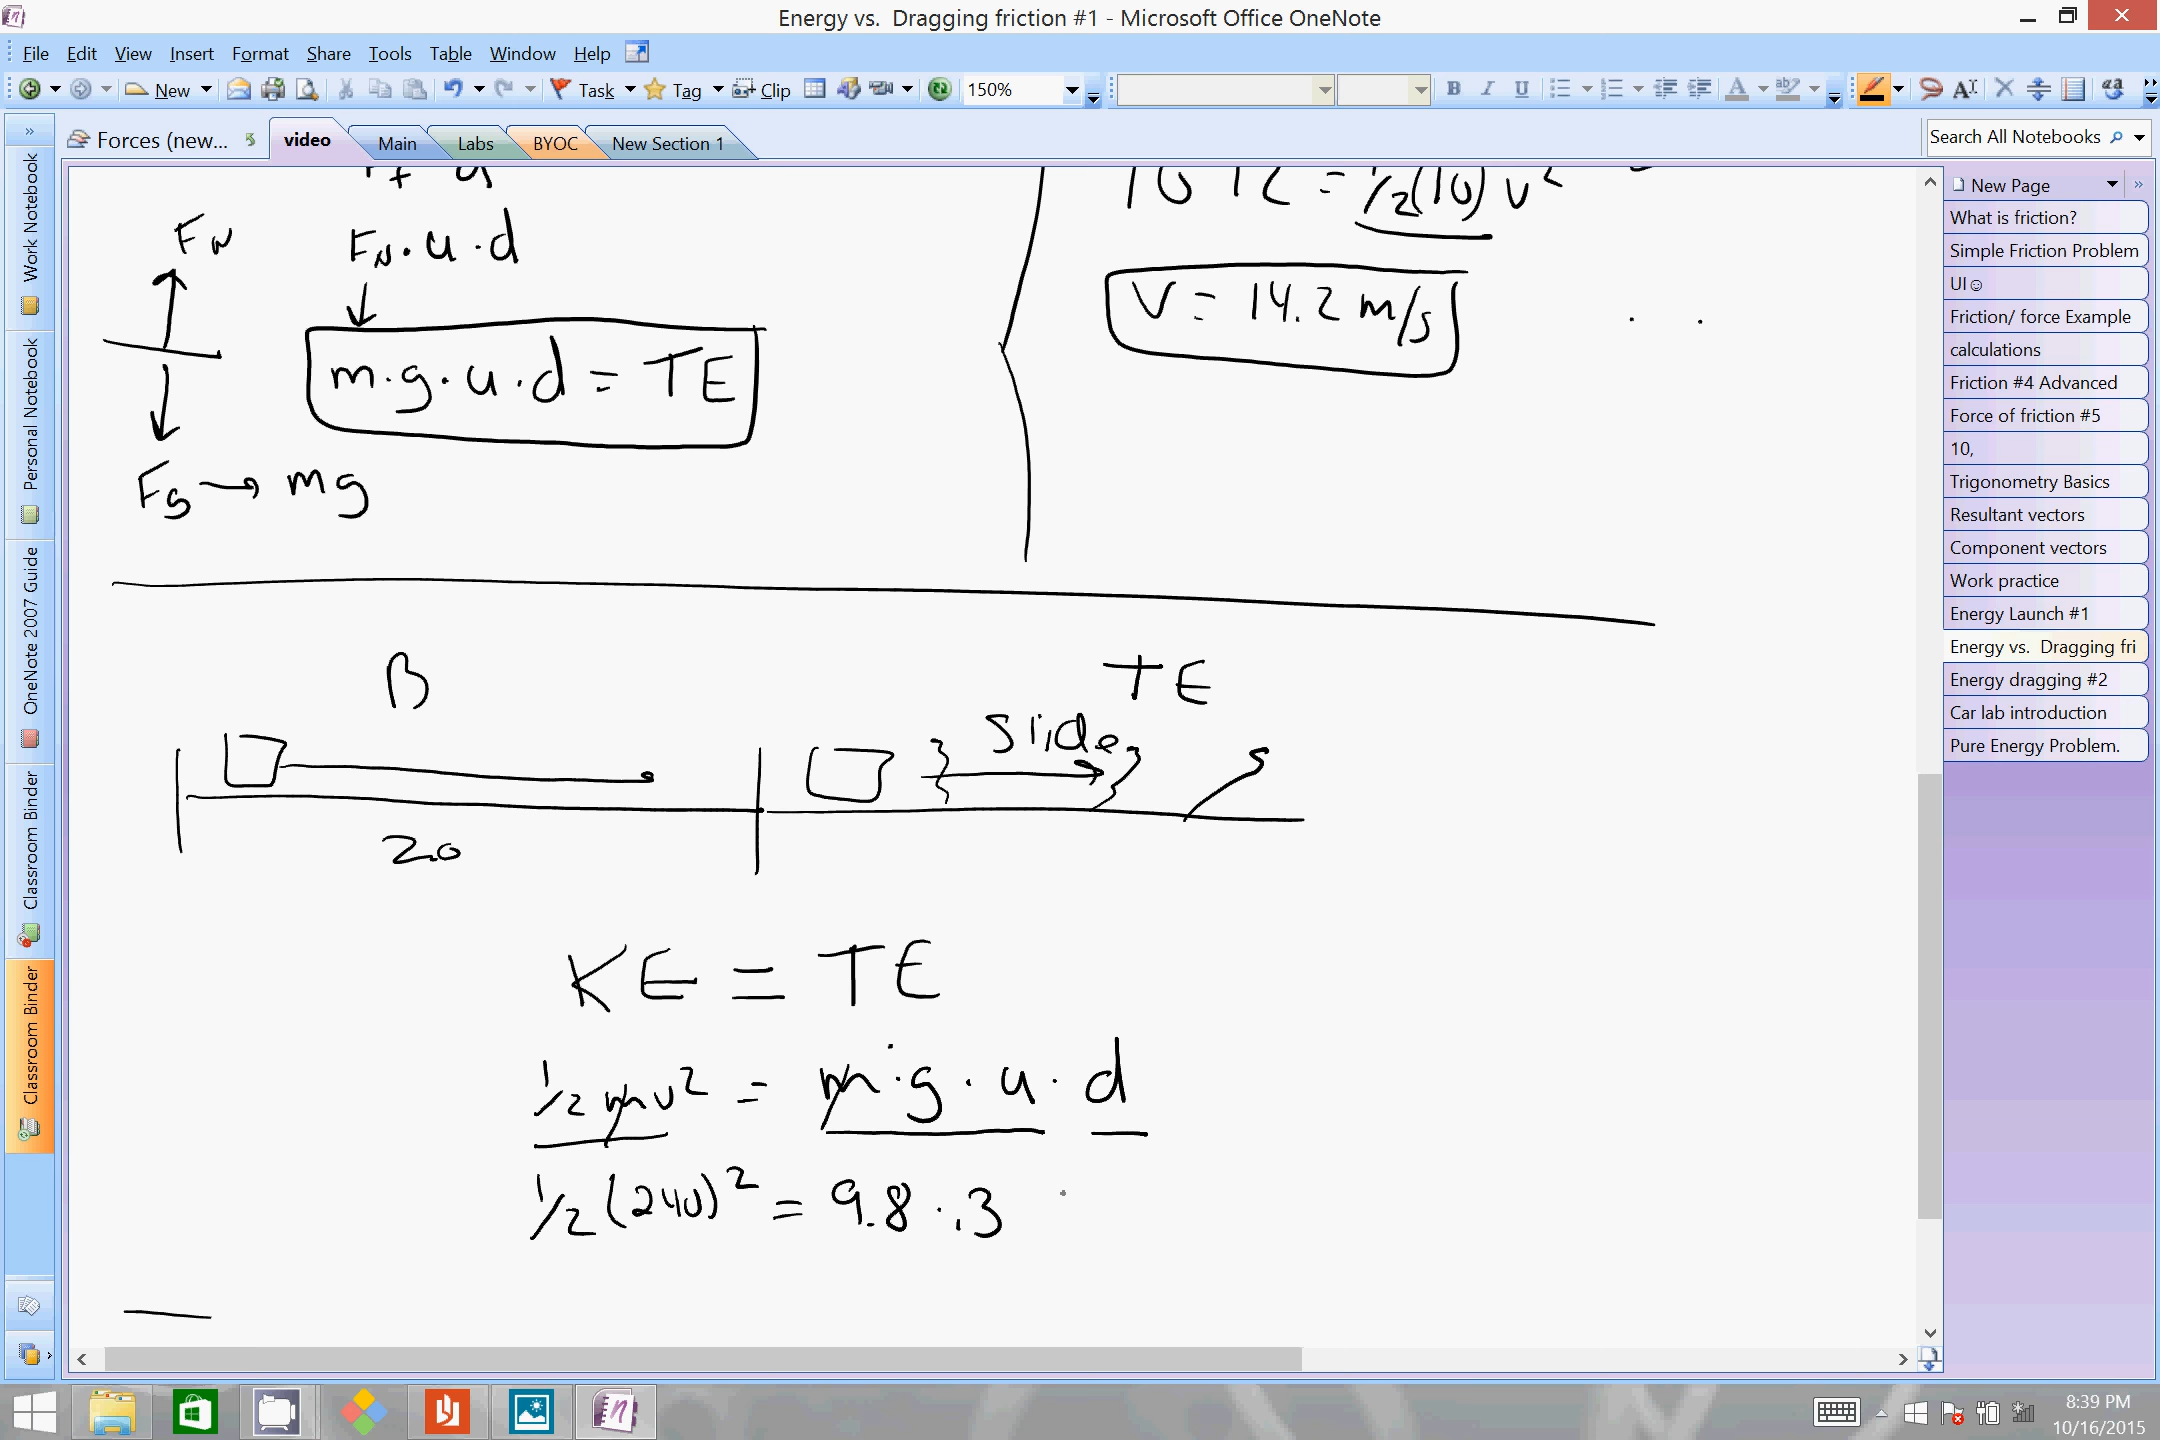 Energy vs. Dragging friction #1 - Microsoft Office OneNote
File Edit View Insert Format Share Tools Table Window Help
New Task Tag Clip 150% B I U
Forces (new... video Main Labs BYOC New Section 1
Search All Notebooks
Work Notebook
Personal Notebook
OneNote 2007 Guide
Classroom Binder
Classroom Binder
New Page
What is friction?
Simple Friction Problem
UI☺
Friction/ force Example
calculations
Friction #4 Advanced
Force of friction #5
10,
Trigonometry Basics
Resultant vectors
Component vectors
Work practice
Energy Launch #1
Energy vs. Dragging fri
Energy dragging #2
Car lab introduction
Pure Energy Problem.
FN
FN·u·d
m·g·u·d = TE
Fg → mg
= 1/2(10) v²
V = 14.2 m/s
B
20
TE
Slide
KE = TE
1/2 mv² = m·g·u·d
1/2 (240)² = 9.8 · .3
8:39 PM
10/16/2015